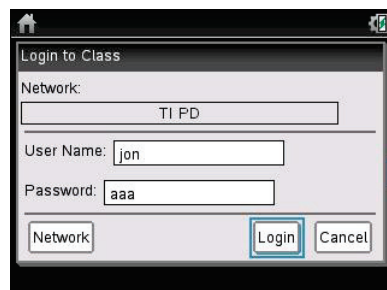 Login to Class
Network:
TI PD
User Name: jon
Password: aaa
Network Login Cancel